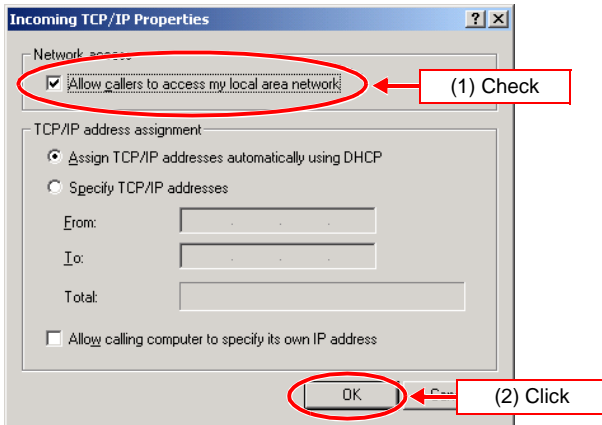 Incoming TCP/IP Properties
Network access
Allow callers to access my local area network
(1) Check
TCP/IP address assignment
Assign TCP/IP addresses automatically using DHCP
Specify TCP/IP addresses
From:
To:
Total:
Allow calling computer to specify its own IP address
OK
(2) Click